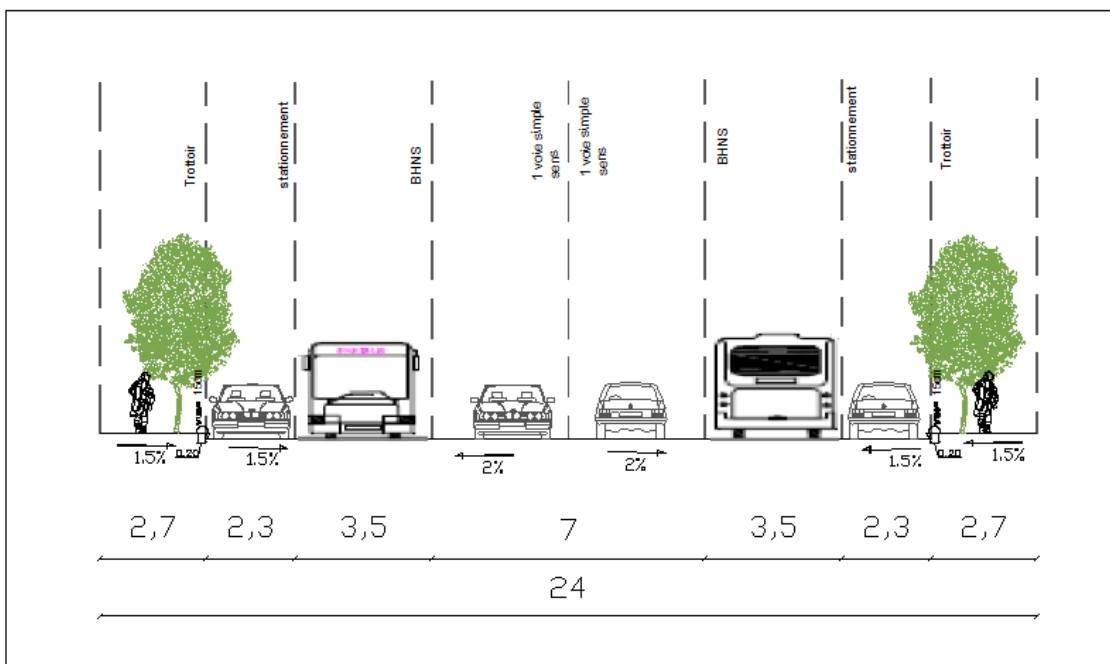 Trottoir
stationnement
BHNS
1 voie simple
sens
1 voie simple
sens
BHNS
stationnement
Trottoir
15cm
15cm
1.5%
0.20
1.5%
2%
2%
1.5%
0.20
1.5%
2,7
2,3
3,5
7
3,5
2,3
2,7
24